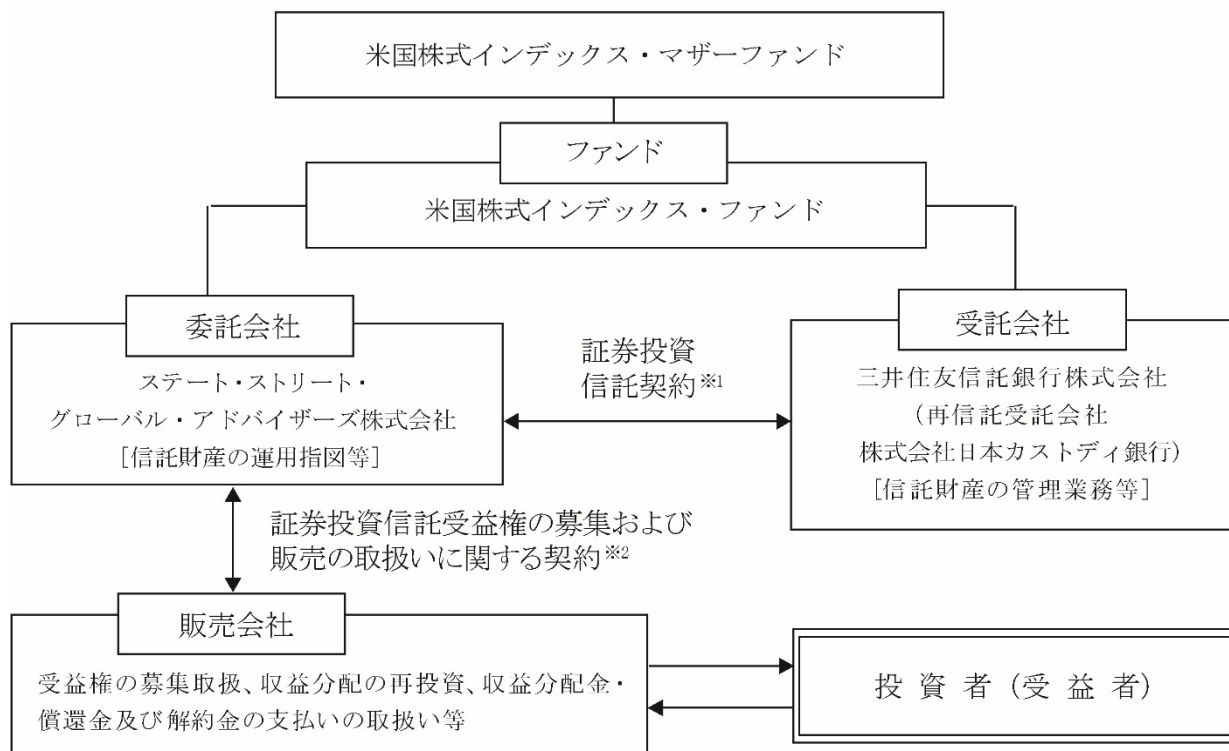 米国株式インデックス・マザーファンド
ファンド
米国株式インデックス・ファンド
委託会社
ステート・ストリート・
グローバル・アドバイザーズ株式会社
[信託財産の運用指図等]
証券投資
信託契約※1
受託会社
三井住友信託銀行株式会社
(再信託受託会社
株式会社日本カストディ銀行)
[信託財産の管理業務等]
証券投資信託受益権の募集および
販売の取扱いに関する契約※2
販売会社
受益権の募集取扱、収益分配の再投資、収益分配金・
償還金及び解約金の支払いの取扱い等
投資者(受益者)